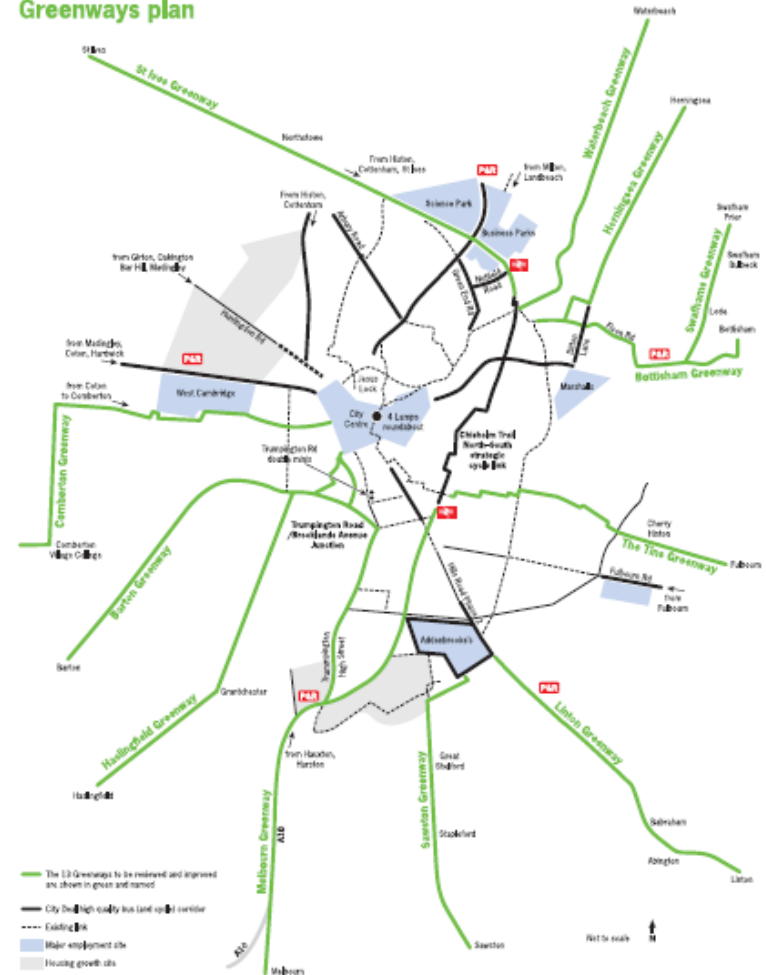 Greenways plan
Waterbeach
St Ives
St Ives Greenway
Northstowe
From Histon,
Cottenham, St Ives
P&R
from Milton,
Landbeach
Waterbeach Greenway
Horningsea
Horningsea Greenway
Science Park
Business Parks
From Histon,
Cottenham
Arbury Road
Swaffham
Prior
Swaffham
Bulbeck
Swaffhams Greenway
Lode
Bottisham
from Girton, Oakington
Bar Hill, Madingley
Huntingdon Rd
Green End Rd
Nuffield
Road
Ditton
Lane
P&R
Bottisham Greenway
from Madingley,
Coton, Hardwick
P&R
from Coton
to Comberton
West Cambridge
Jesus
Lock
City
Centre
4 Lamps
roundabout
Marshalls
Comberton Greenway
Trumpington Rd
double minis
Chisholm Trail
North-South
strategic
cycle link
Comberton
Village College
Trumpington Road
/Brooklands Avenue
Junction
Cherry
Hinton
The Tins Greenway
Fulbourn
Barton Greenway
Fulbourn Rd
from
Fulbourn
Hills Road
Addenbrooke's
Trumpington
High Street
Barton
Grantchester
P&R
P&R
Haslingfield Greenway
Linton Greenway
from Hauxton,
Harston
Haslingfield
Great
Shelford
Sawston Greenway
Stapleford
Melbourn Greenway
A10
Babraham
Abington
Linton
The 13 Greenways to be reviewed and improved
are shown in green and named
City Deal high quality bus (and cycle) corridor
Existing link
Major employment site
Housing growth site
A10
Melbourn
Sawston
Not to scale
N